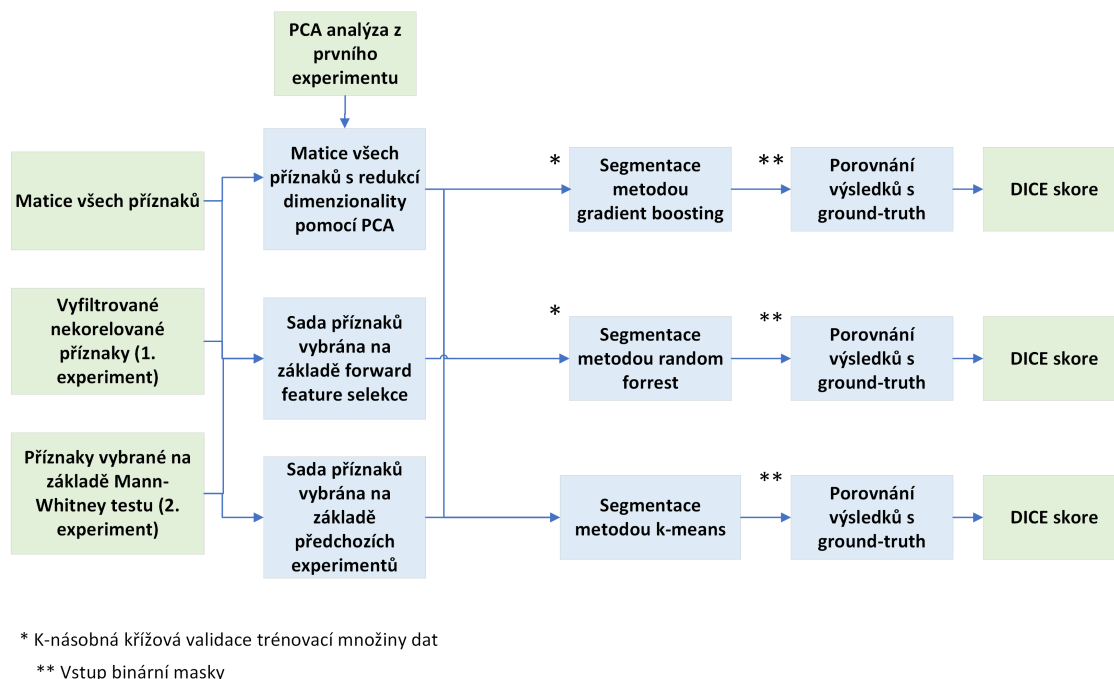 PCA analýza z
prvního
experimentu
Matice všech příznaků
Matice všech
příznaků s redukcí
dimenzionality
pomocí PCA
*
Segmentace
metodou
gradient boosting
**
Porovnání
výsledků s
ground-truth
DICE skore
Vyfiltrované
nekorelované
příznaky (1.
experiment)
Sada příznaků
vybrána na
základě forward
feature selekce
*
Segmentace
metodou random
forrest
**
Porovnání
výsledků s
ground-truth
DICE skore
Příznaky vybrané na
základě Mann-
Whitney testu (2.
experiment)
Sada příznaků
vybrána na
základě
předchozích
experimentů
Segmentace
metodou k-means
**
Porovnání
výsledků s
ground-truth
DICE skore
* K-násobná křížová validace trénovací množiny dat
** Vstup binární masky